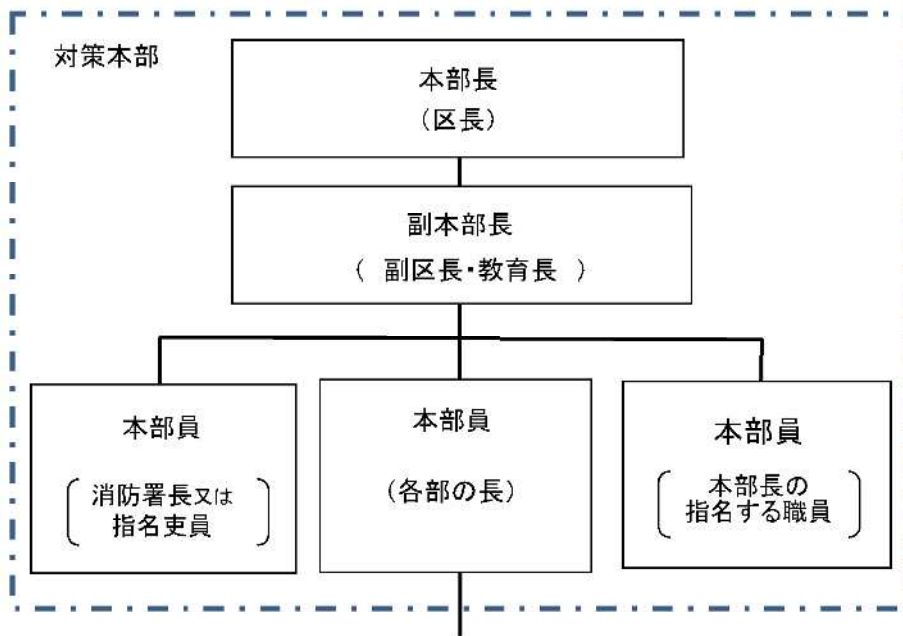 対策本部
本部長
（区長）
副本部長
（ 副区長・教育長 ）
本部員
消防署長又は
指名吏員
本部員
（各部の長）
本部員
本部長の
指名する職員